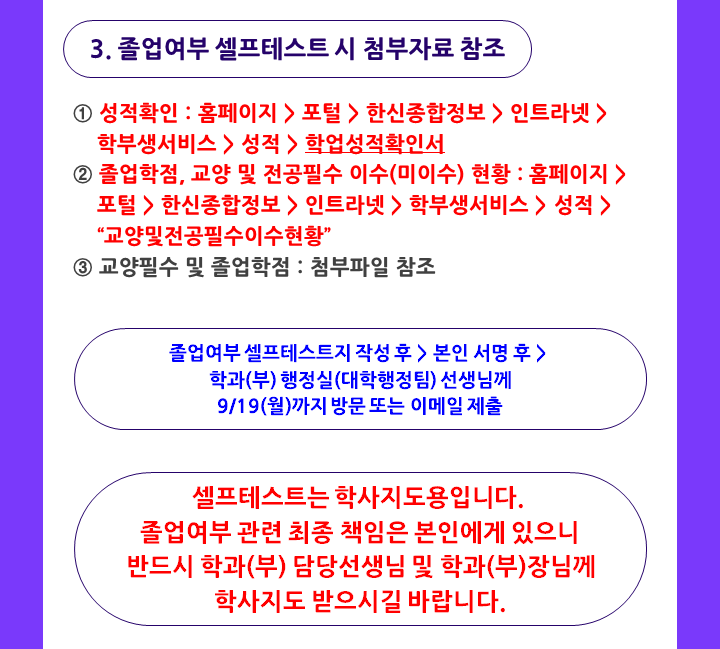 3. 졸업여부 셀프테스트 시 첨부자료 참조
① 성적확인 : 홈페이지 > 포털 > 한신종합정보 > 인트라넷 >
학부생서비스 > 성적 > 학업성적확인서
② 졸업학점, 교양 및 전공필수 이수(미이수) 현황 : 홈페이지 >
포털 > 한신종합정보 > 인트라넷 > 학부생서비스 > 성적 >
“교양및전공필수이수현황”
③ 교양필수 및 졸업학점 : 첨부파일 참조
졸업여부 셀프테스트지 작성 후 > 본인 서명 후 >
학과(부) 행정실(대학행정팀) 선생님께
9/19(월)까지 방문 또는 이메일 제출
셀프테스트는 학사지도용입니다.
졸업여부 관련 최종 책임은 본인에게 있으니
반드시 학과(부) 담당선생님 및 학과(부)장님께
학사지도 받으시길 바랍니다.